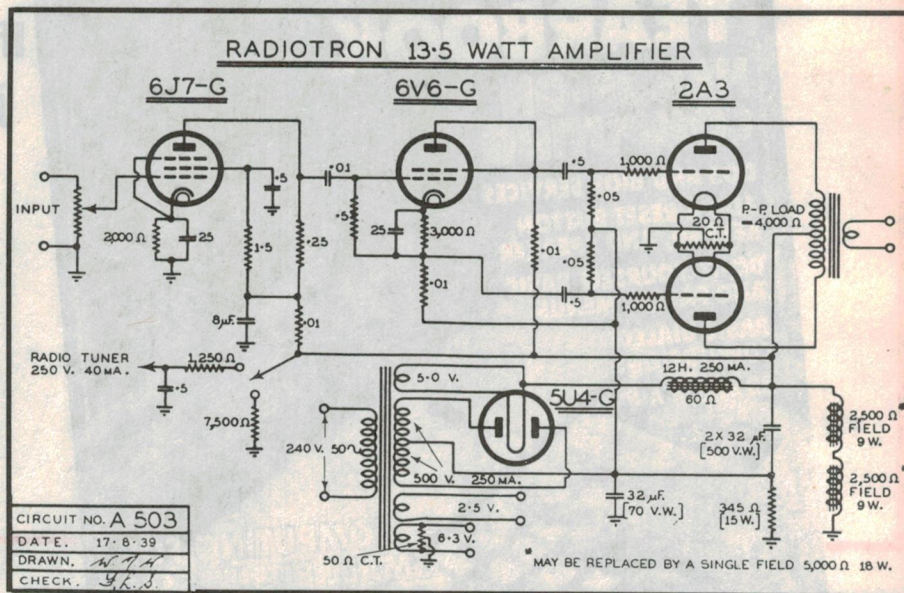 RADIOTRON 13·5 WATT AMPLIFIER
6J7-G
6V6-G
2A3
INPUT
2,000 Ω
25
·5
1·5
·25
8μF.
·01
·01
·5
25
3,000 Ω
·01
·5
·05
·01
·05
·5
1,000 Ω
1,000 Ω
20 Ω
C.T.
P.-P. LOAD
-4,000 Ω
RADIO TUNER
250 V. 40 MA.
1,250 Ω
·5
7,500Ω
240 V. 50~
5·0 V.
5U4-G
500 V. 250 MA.
2·5 V.
6·3 V.
50 Ω C.T.
12H. 250 MA.
60 Ω
2 X 32 μF.
[500 V.W.]
32 μF.
[70 V.W.]
345 Ω
[15 W.]
2,500 Ω*
FIELD
9 W.
2,500 Ω*
FIELD
9 W.
CIRCUIT NO. A 503
DATE. 17·8·39
DRAWN.
CHECK.
* MAY BE REPLACED BY A SINGLE FIELD 5,000 Ω 18 W.